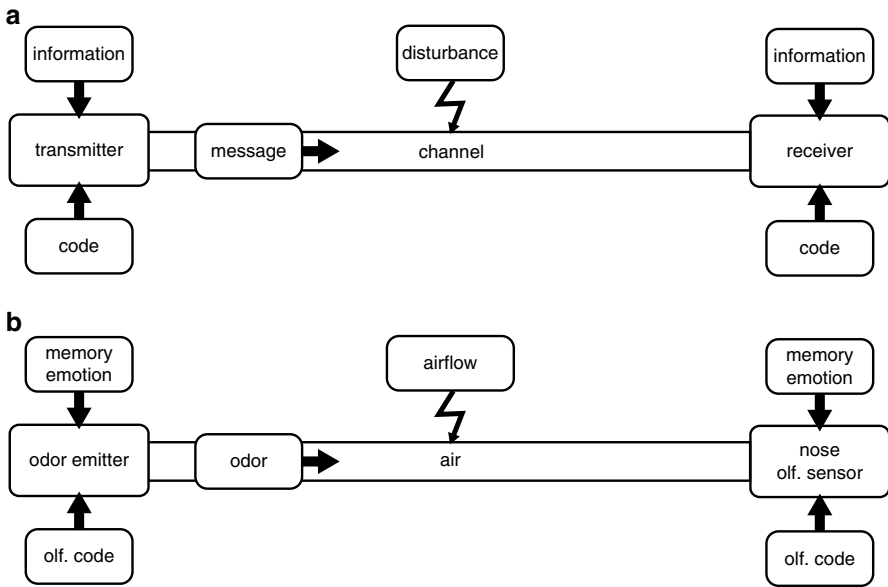 a
information
disturbance
information
transmitter
message
channel
receiver
code
code
b
memory
emotion
airflow
memory
emotion
odor emitter
odor
air
nose
olf. sensor
olf. code
olf. code